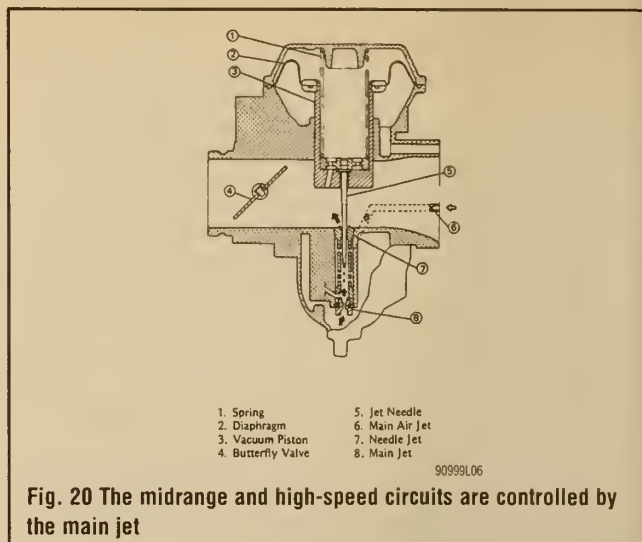 1
2
3
4
5
6
7
8
1. Spring
2. Diaphragm
3. Vacuum Piston
4. Butterfly Valve
5. Jet Needle
6. Main Air Jet
7. Needle Jet
8. Main Jet
90999L06
Fig. 20 The midrange and high-speed circuits are controlled by
the main jet